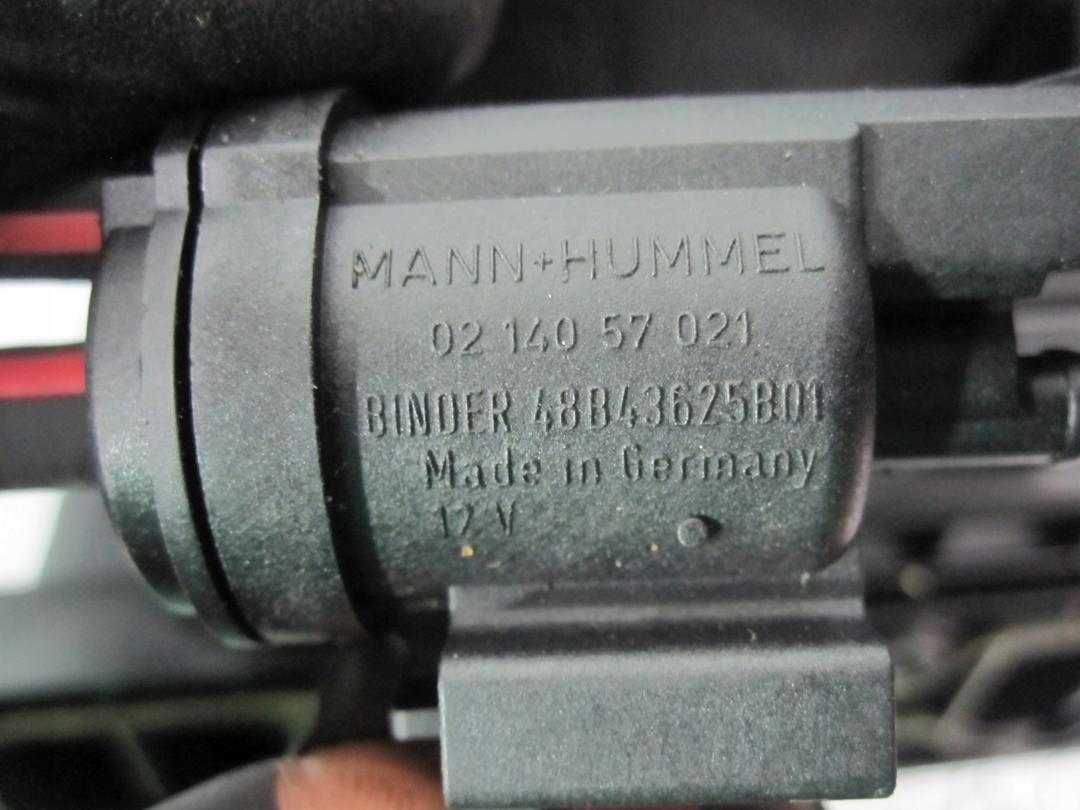 MANN+HUMMEL
02 140 57 021
BINDER 48B43625B01
Made in Germany
12 V